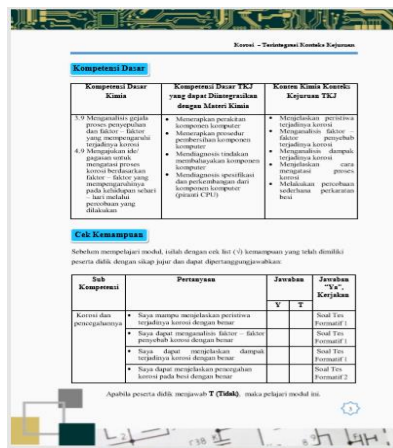 Korosi – Terintegrasi Konteks Kejuruan
Kompetensi Dasar
Kompetensi Dasar Kimia
Kompetensi Dasar TKJ yang dapat Diintegrasikan dengan Materi Kimia
Konten Kimia Konteks Kejuruan TKJ
3.9 Menganalisis gejala
proses penyepuhan
dan faktor – faktor
yang mempengaruhi
terjadinya korosi
4.9 Mengajukan ide/
gagasan untuk
mengatasi proses
korosi berdasarkan
faktor – faktor yang
mempengaruhinya
pada kehidupan sehari
– hari melalui
percobaan yang
dilakukan
• Menerapkan perakitan
komponen komputer
• Menerapkan prosedur
pembersihan komponen
komputer
• Mendiagnosis tindakan
membahayakan komponen
komputer
• Mendiagnosis spesifikasi
dan perkembangan dari
komponen komputer
(piranti CPU)
• Menjelaskan peristiwa
terjadinya korosi
• Menganalisis faktor –
faktor penyebab
terjadinya korosi
• Menganalisis dampak
terjadinya korosi
• Menjelaskan cara
mengatasi proses
korosi
• Melakukan percobaan
sederhana perkaratan
besi
Cek Kemampuan
Sebelum mempelajari modul, isilah dengan cek list (√) kemampuan yang telah dimiliki
peserta didik dengan sikap jujur dan dapat dipertanggungjawabkan:
Sub Kompetensi
Pertanyaan
Jawaban
Jawaban "Ya", Kerjakan
Y T
Korosi dan
pencegahannya
• Saya mampu menjelaskan peristiwa
terjadinya korosi dengan benar
Soal Tes
Formatif 1
• Saya dapat menganalisis faktor – faktor
penyebab korosi dengan benar
Soal Tes
Formatif 1
• Saya dapat menjelaskan dampak
terjadinya korosi dengan benar
Soal Tes
Formatif 1
• Saya dapat menjelaskan pencegahan
korosi pada besi dengan benar
Soal Tes
Formatif 2
Apabila peserta didik menjawab T (Tidak), maka pelajari modul ini.